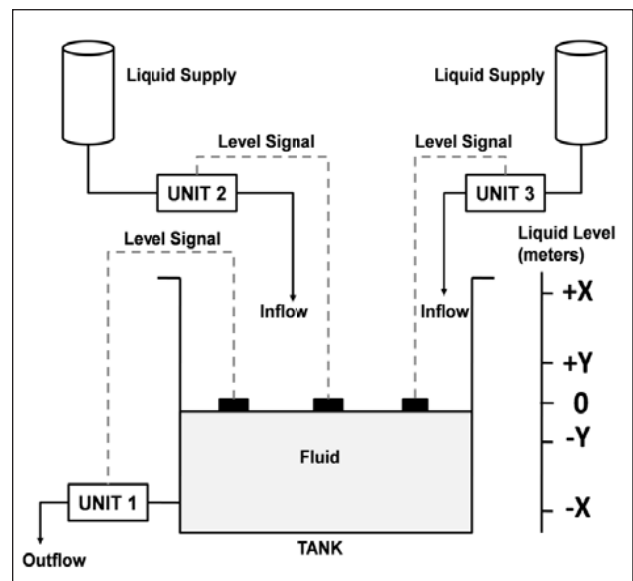 Liquid Supply
Liquid Supply
Level Signal
Level Signal
UNIT 2
UNIT 3
Level Signal
Liquid Level
(meters)
Inflow
Inflow
+X
+Y
0
-Y
Fluid
-X
UNIT 1
Outflow
TANK